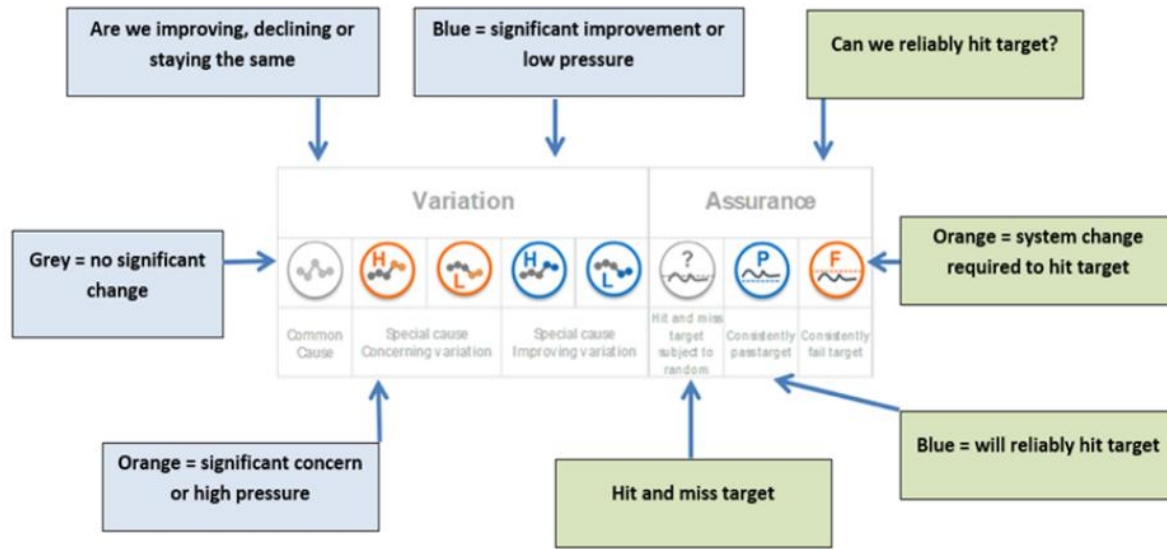 Are we improving, declining or
staying the same
Blue = significant improvement or
low pressure
Can we reliably hit target?
Variation
Assurance
Grey = no significant
change
H
L
H
L
?
P
F
Orange = system change
required to hit target
Common
Cause
Special cause
Concerning variation
Special cause
Improving variation
Hit and miss
target
subject to
random
Consistently
pass target
Consistently
fail target
Orange = significant concern
or high pressure
Hit and miss target
Blue = will reliably hit target